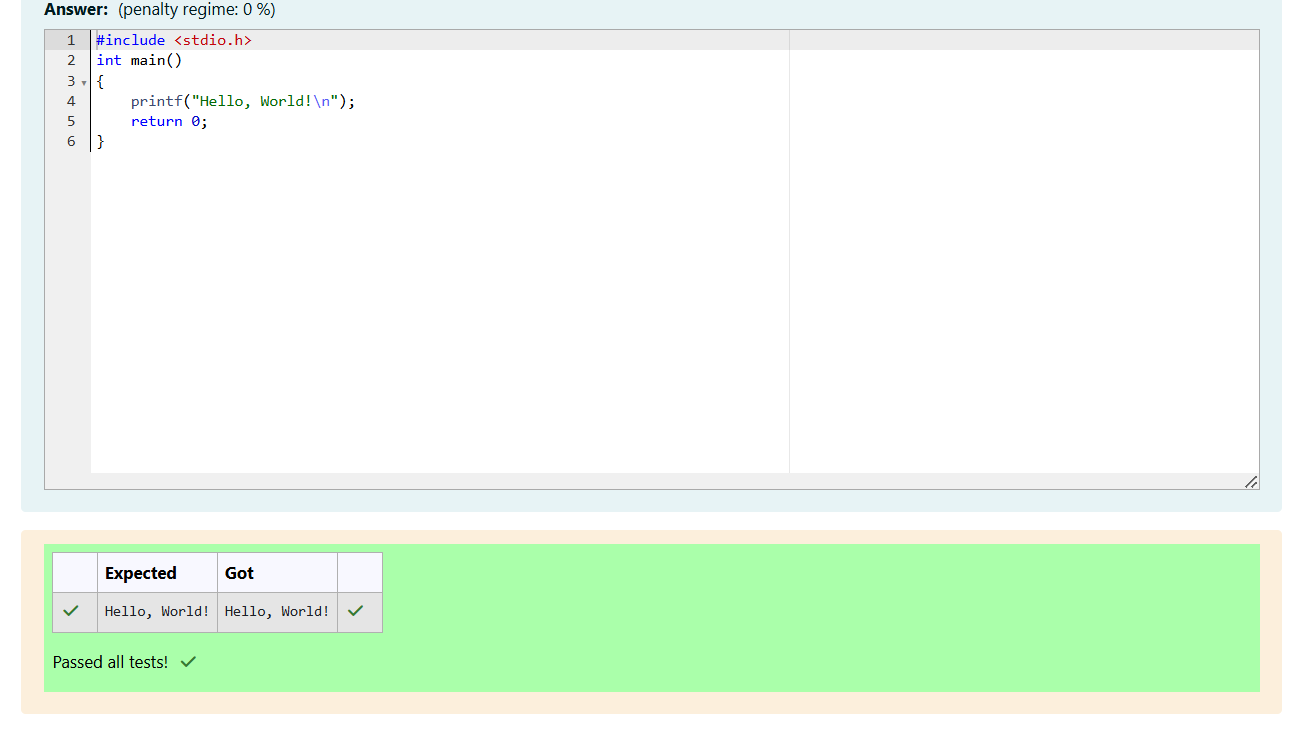 Answer: (penalty regime: 0 %)
1 #include <stdio.h>
2 int main()
3 {
4     printf("Hello, World!\n");
5     return 0;
6 }
Expected Got
Hello, World! Hello, World!
Passed all tests!